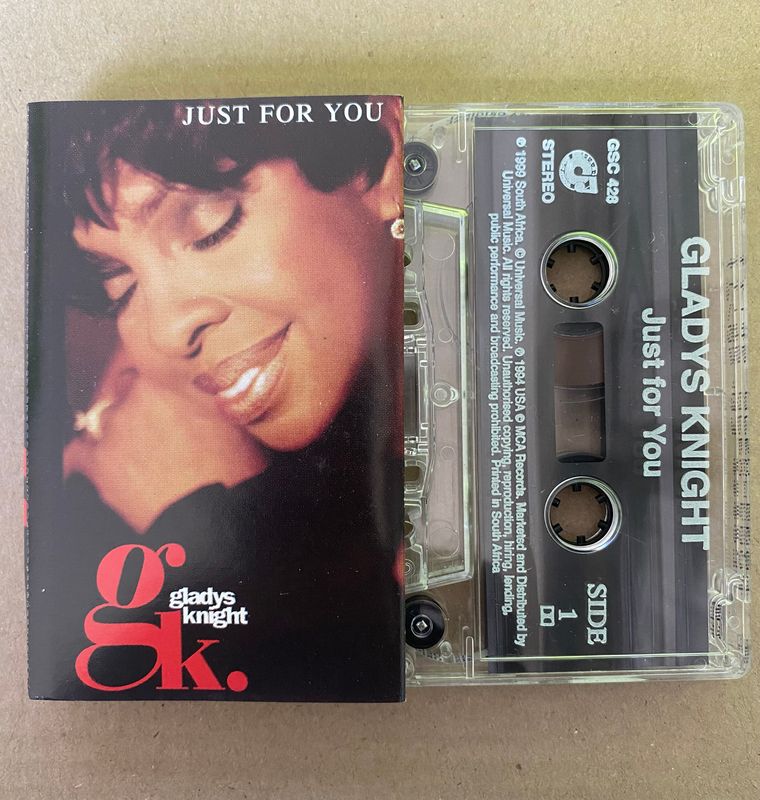 JUST FOR YOU
g
gladys
knight
k.
GLADYS KNIGHT
Just for You
GSC 428
STEREO
℗ 1999 South Africa. © Universal Music. ℗ 1994 USA © MCA Records. Marketed and Distributed by
Universal Music. All rights reserved. Unauthorised copying, reproduction, hiring, lending,
public performance and broadcasting prohibited. Printed in South Africa
SIDE
1